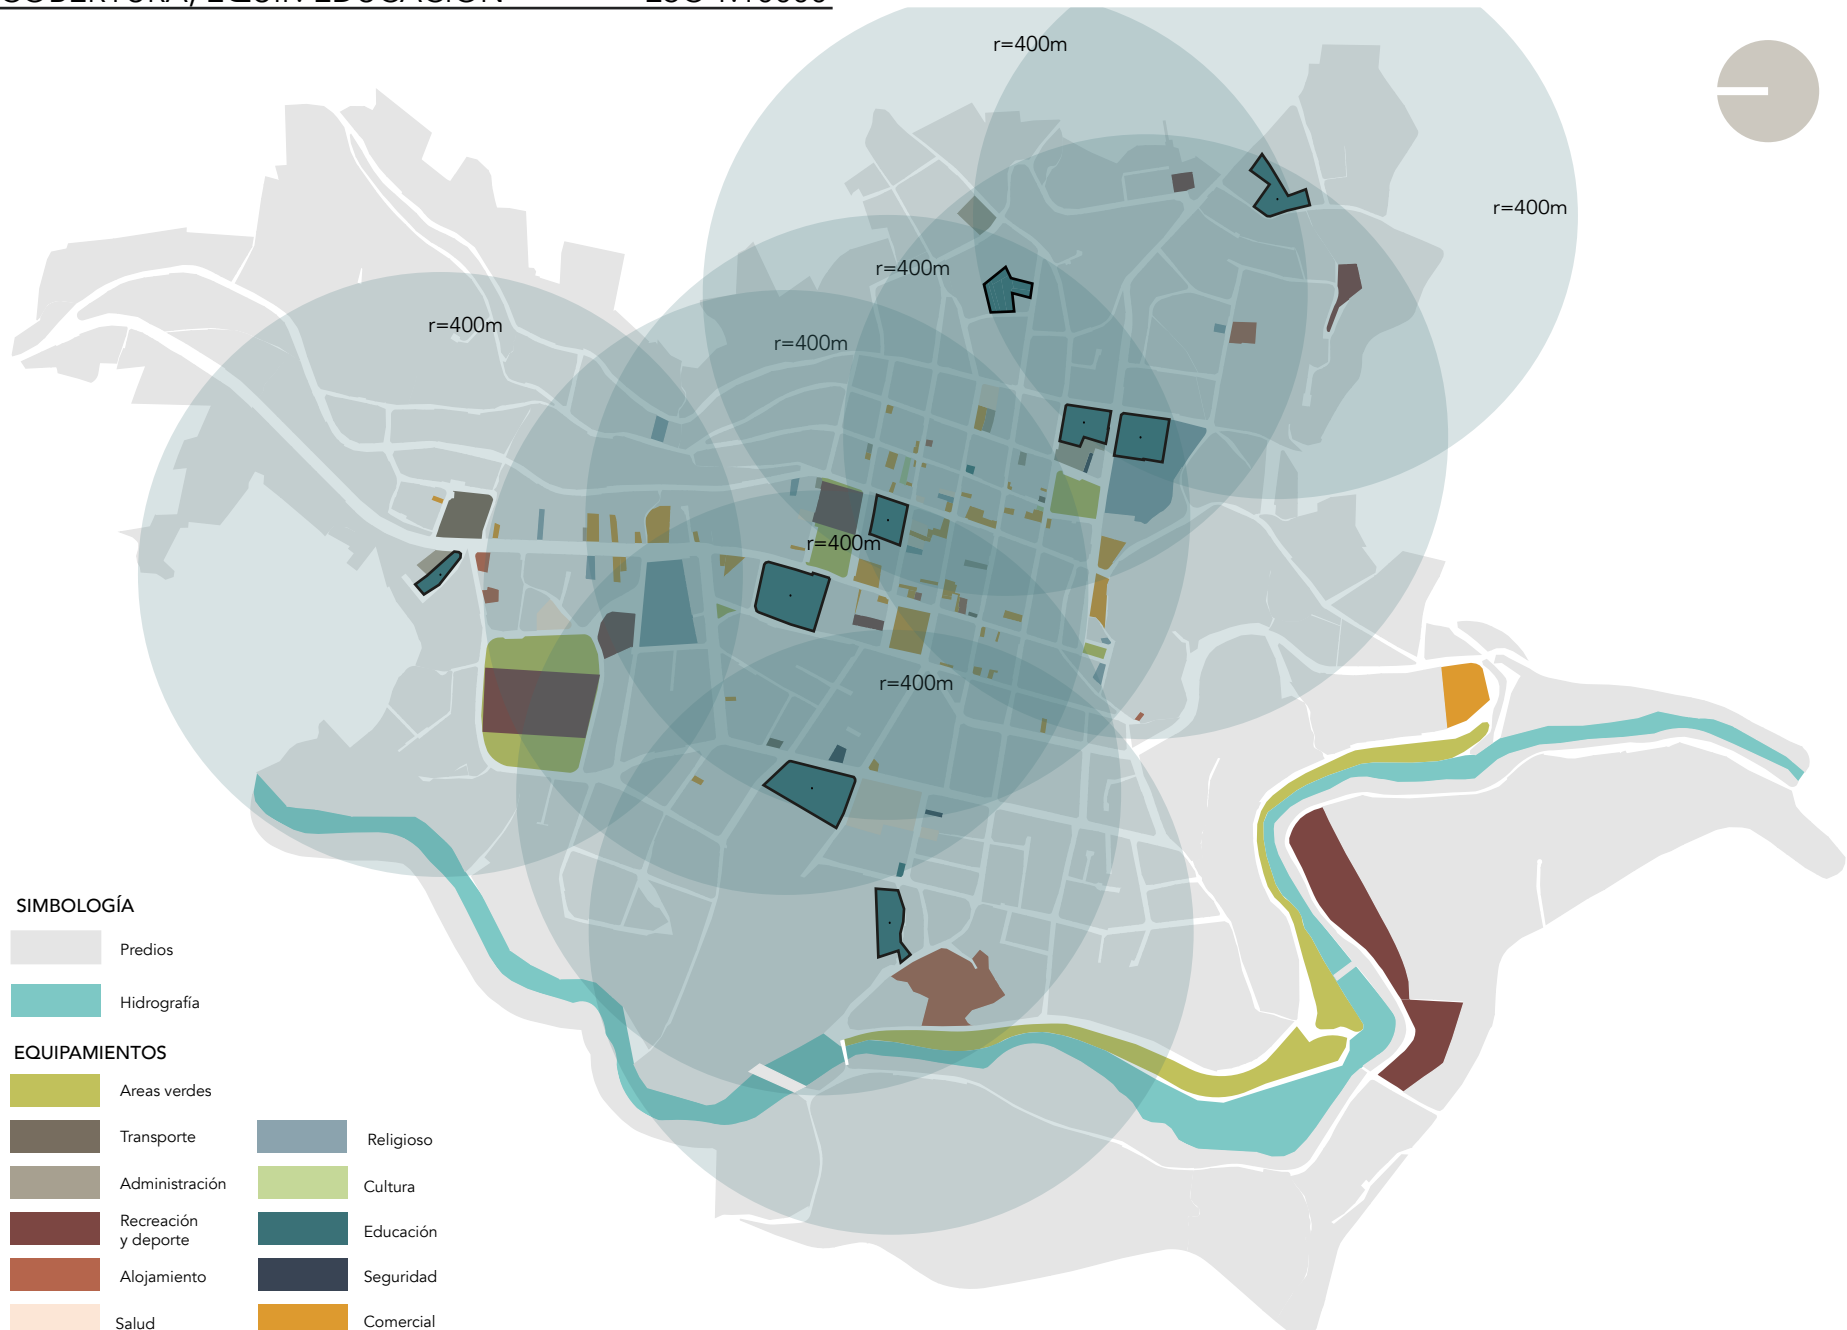 r=400m
r=400m
r=400m
r=400m
r=400m
r=400m
r=400m
SIMBOLOGÍA
Predios
Hidrografía
EQUIPAMIENTOS
Areas verdes
Transporte
Administración
Recreación
y deporte
Alojamiento
Salud
Religioso
Cultura
Educación
Seguridad
Comercial